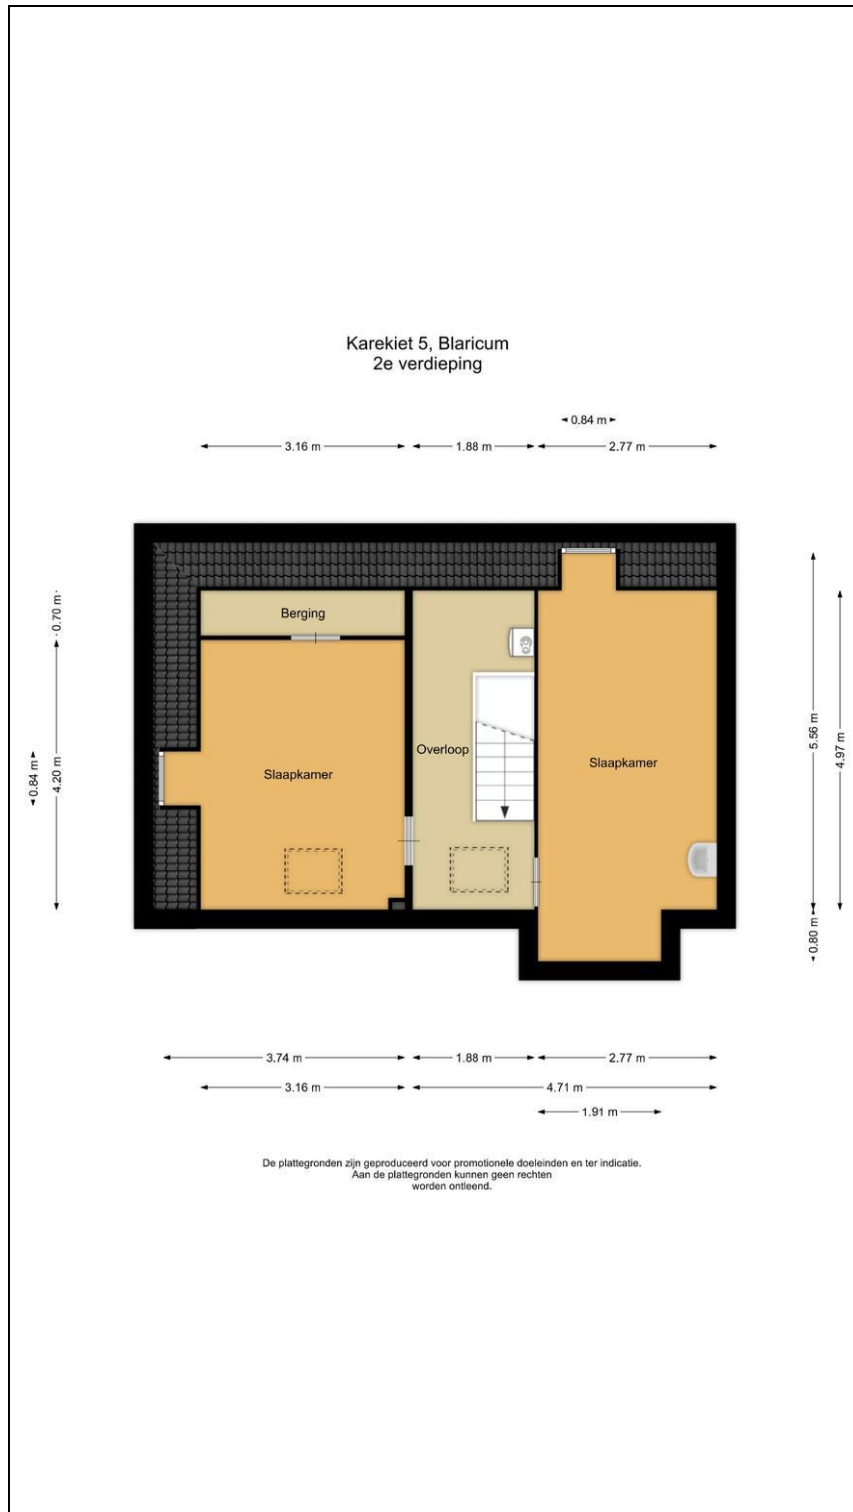 Karekiet 5, Blaricum
2e verdieping
0.84 m
3.16 m
1.88 m
2.77 m
Berging
0.70 m
Overloop
5.56 m
4.97 m
Slaapkamer
Slaapkamer
0.84 m
4.20 m
0.80 m
3.74 m
1.88 m
2.77 m
3.16 m
4.71 m
1.91 m
De plattegronden zijn geproduceerd voor promotionele doeleinden en ter indicatie.
Aan de plattegronden kunnen geen rechten
worden ontleend.